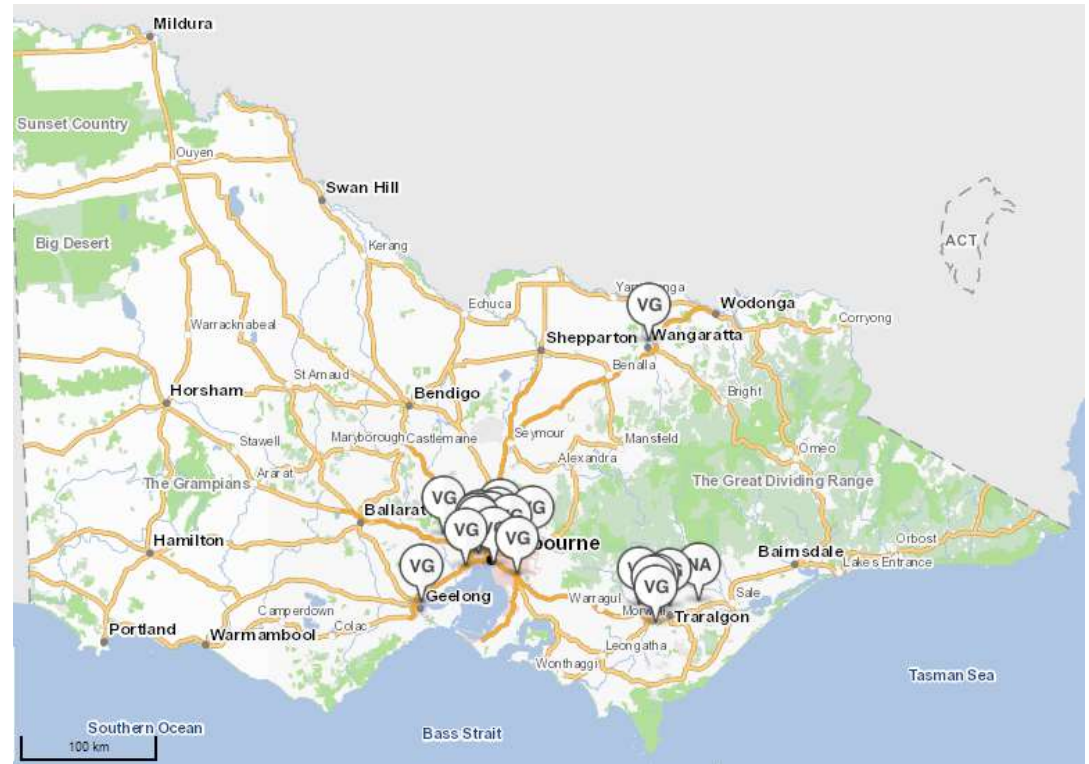 Mildura
Sunset Country
Ouyen
Swan Hill
ACT
Big Desert
Kerang
Echuca
VG
Wodonga
Corryong
Warracknabeal
Shepparton
Wangaratta
Benalla
St Arnaud
Horsham
Bendigo
Bright
Stawell
Maryborough
Castlemaine
Seymour
Mansfield
Omeo
Ararat
The Grampians
Alexandra
The Great Dividing Range
VG
VG
Ballarat
VG
VG
VG
Hamilton
Orbost
Bairnsdale
Lakes Entrance
VG
NA
VG
Geelong
Warragul
Sale
Camperdown
Colac
Traralgon
Portland
Warrnambool
Leongatha
Wonthaggi
Tasman Sea
Southern Ocean
Bass Strait
100 km